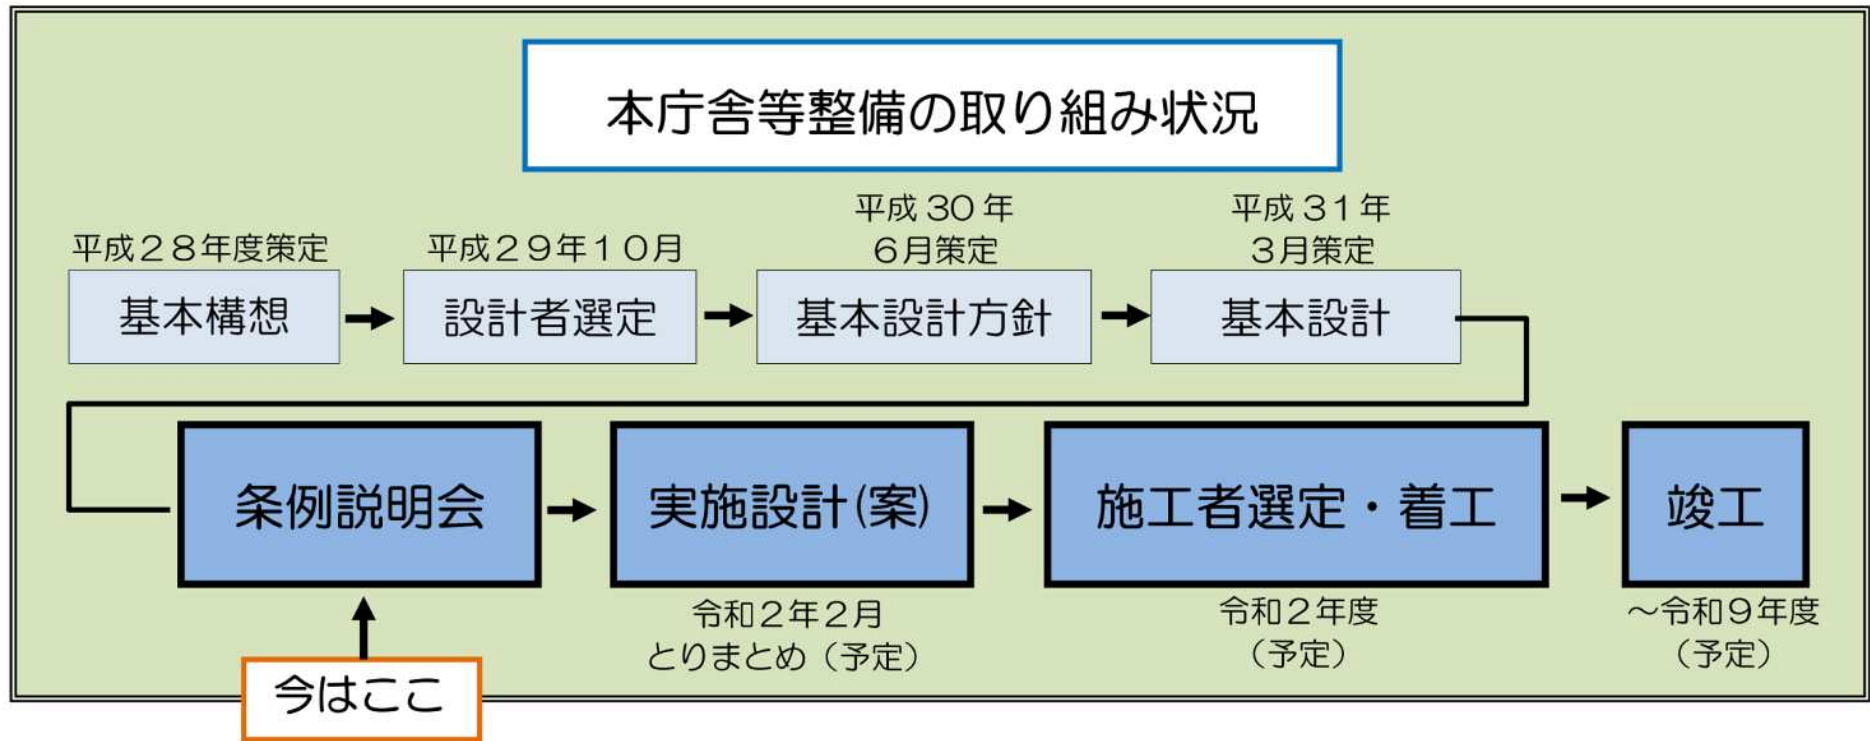 本庁舎等整備の取り組み状況
平成２８年度策定
基本構想
平成２９年１０月
設計者選定
平成３０年
６月策定
基本設計方針
平成３１年
３月策定
基本設計
条例説明会
今はここ
実施設計(案)
令和２年２月
とりまとめ（予定）
施工者選定・着工
令和２年度
（予定）
竣工
～令和９年度
（予定）